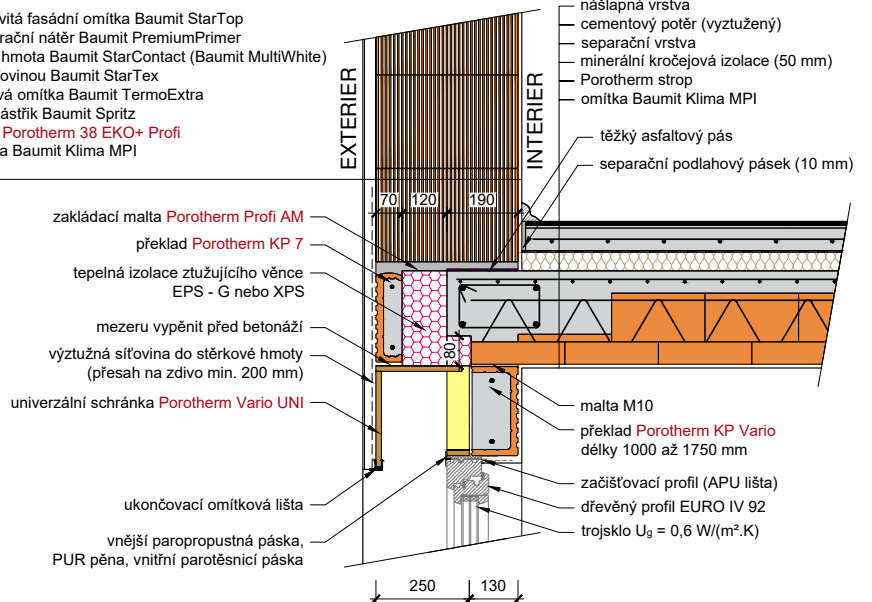 vitá fasádní omítka Baumit StarTop
rační nátěr Baumit PremiumPrimer
hmota Baumit StarContact (Baumit MultiWhite)
ovinou Baumit StarTex
vá omítka Baumit TermoExtra
ástřik Baumit Spritz
Porotherm 38 EKO+ Profi
a Baumit Klima MPI
EXTERIER
INTERIER
nášlapná vrstva
cementový potěr (vyztužený)
separační vrstva
minerální kročejová izolace (50 mm)
Porotherm strop
omítka Baumit Klima MPI
těžký asfaltový pás
separační podlahový pásek (10 mm)
70 120 190
zakládací malta Porotherm Profi AM
překlad Porotherm KP 7
tepelná izolace ztužujícího věnce
EPS - G nebo XPS
mezeru vypěnit před betonáží
výztužná síťovina do stěrkové hmoty
(přesah na zdivo min. 200 mm)
univerzální schránka Porotherm Vario UNI
80
ukončovací omítková lišta
vnější paropropustná páska,
PUR pěna, vnitřní parotěsnicí páska
malta M10
překlad Porotherm KP Vario
délky 1000 až 1750 mm
začišťovací profil (APU lišta)
dřevěný profil EURO IV 92
trojsklo Ug = 0,6 W/(m².K)
250 130